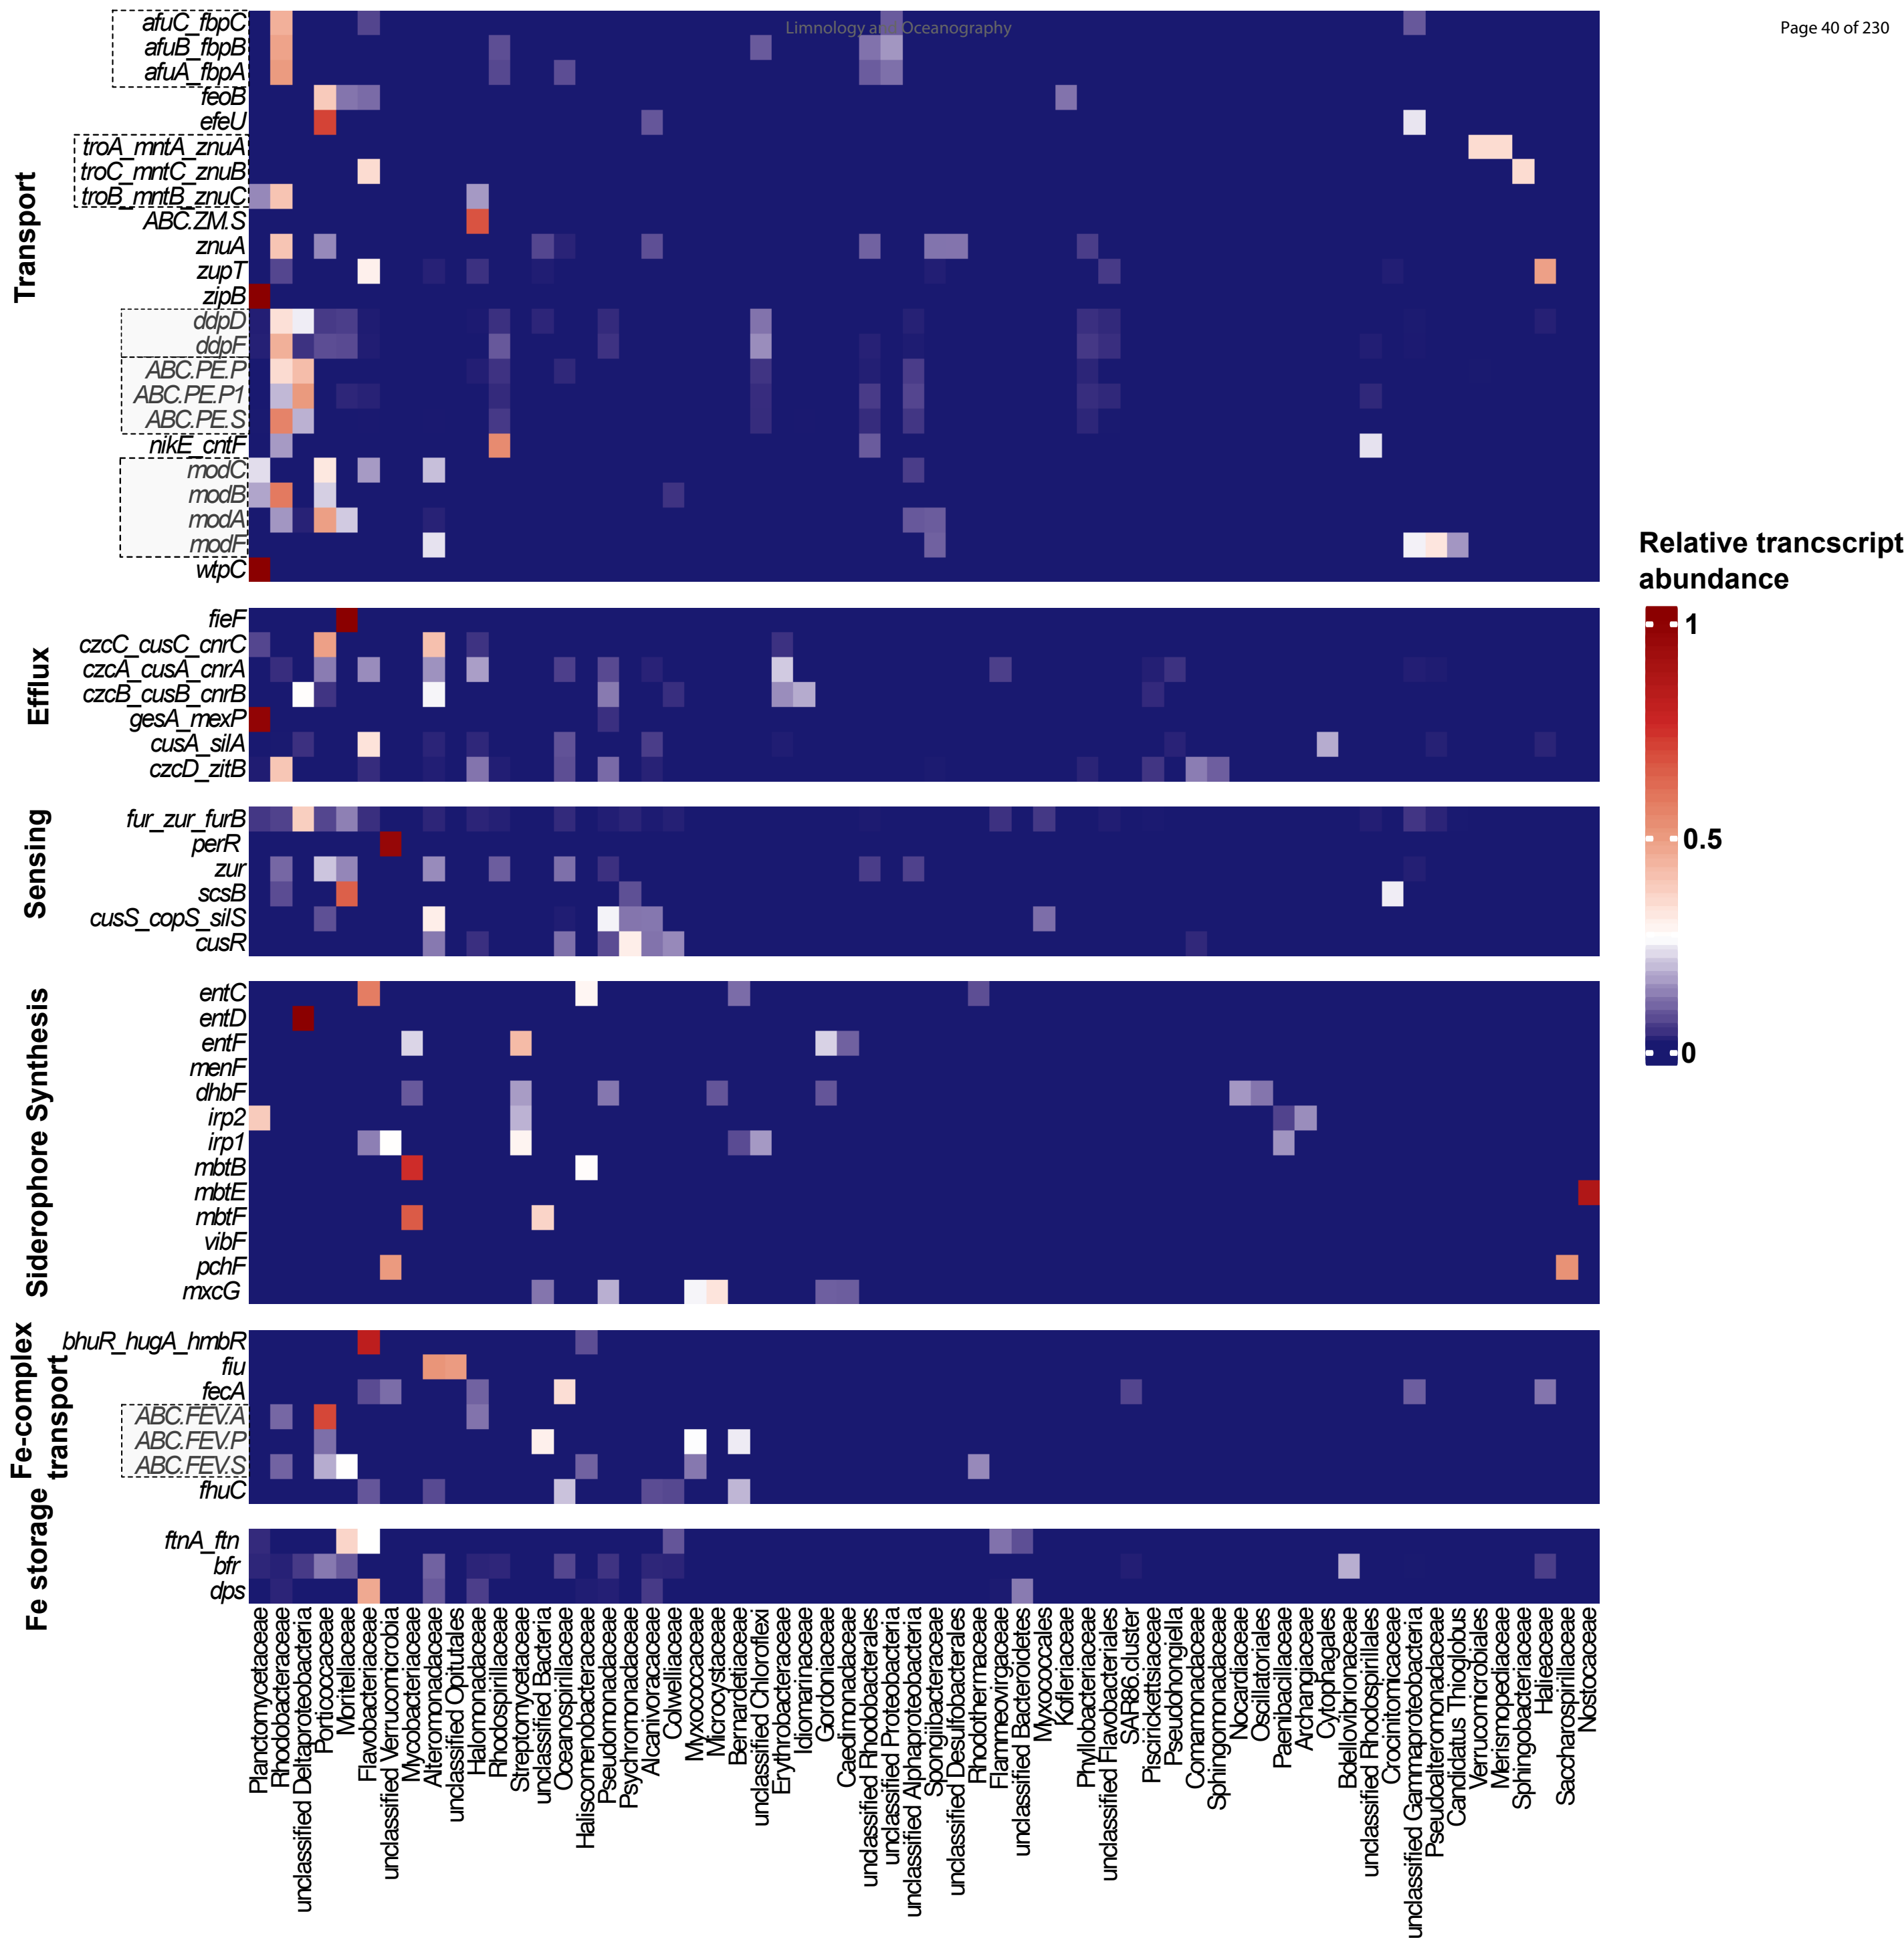 Limnology and Oceanography
Page 40 of 230
Transport
afuC_fbpC
afuB_fbpB
afuA_fbpA
feoB
efeU
troA_mntA_znuA
troC_mntC_znuB
troB_mntB_znuC
ABC.ZM.S
znuA
zupT
zipB
ddpD
ddpF
ABC.PE.P
ABC.PE.P1
ABC.PE.S
nikE_cntF
modC
modB
modA
modF
wtpC
Efflux
fieF
czcC_cusC_cnrC
czcA_cusA_cnrA
czcB_cusB_cnrB
gesA_mexP
cusA_silA
czcD_zitB
Sensing
fur_zur_furB
perR
zur
scsB
cusS_copS_silS
cusR
Siderophore Synthesis
entC
entD
entF
menF
dhbF
irp2
irp1
mbtB
mbtE
mbtF
vibF
pchF
mxcG
Fe-complex
transport
bhuR_hugA_hmbR
fiu
fecA
ABC.FEV.A
ABC.FEV.P
ABC.FEV.S
fhuC
Fe storage
ftnA_ftn
bfr
dps
Planctomycetaceae
Rhodobacteraceae
unclassified Deltaproteobacteria
Porticoccaceae
Moritellaceae
Flavobacteriaceae
unclassified Verrucomicrobia
Mycobacteriaceae
Alteromonadaceae
unclassified Opitutales
Halomonadaceae
Rhodospirillaceae
Streptomycetaceae
unclassified Bacteria
Oceanospirillaceae
Haliscomenobacteraceae
Pseudomonadaceae
Psychromonadaceae
Alcanivoracaceae
Colwelliaceae
Myxococcaceae
Microcystaceae
Bernardetiaceae
unclassified Chloroflexi
Erythrobacteraceae
Idiomarinaceae
Gordoniaceae
Caedimonadaceae
unclassified Rhodobacterales
unclassified Proteobacteria
unclassified Alphaproteobacteria
Spongiibacteraceae
unclassified Desulfobacterales
Rhodothermaceae
Flammeovirgaceae
unclassified Bacteroidetes
Myxococcales
Kofleriaceae
Phyllobacteriaceae
unclassified Flavobacteriales
SAR86.cluster
Piscirickettsiaceae
Pseudohongiella
Comamonadaceae
Sphingomonadaceae
Nocardiaceae
Oscillatoriales
Paenibacillaceae
Archangiaceae
Cytophagales
Bdellovibrionaceae
unclassified Rhodospirillales
Crocinitomicaceae
unclassified Gammaproteobacteria
Pseudoalteromonadaceae
Candidatus Thioglobus
Verrucomicrobiales
Merismopediaceae
Sphingobacteriaceae
Halieaceae
Saccharospirillaceae
Nostocaceae
Relative trancscript
abundance
1
0.5
0